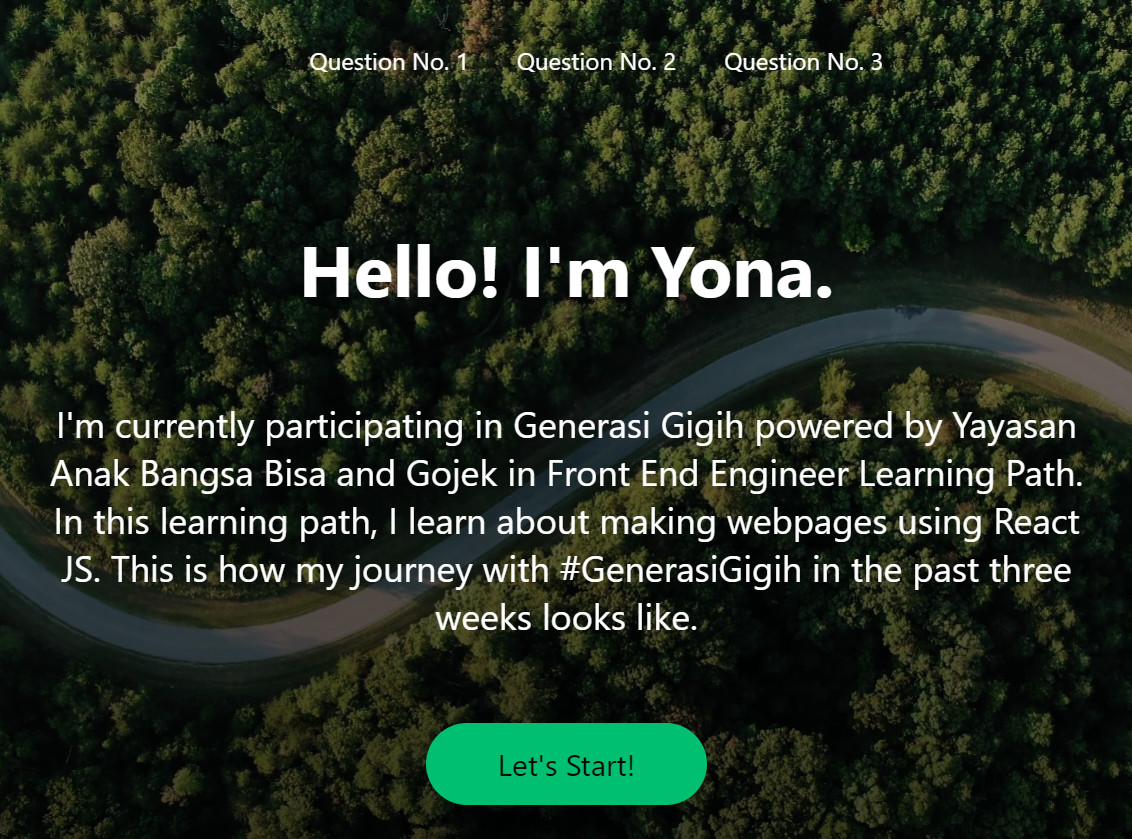 Question No. 1 Question No. 2 Question No. 3
Hello! I'm Yona.
I'm currently participating in Generasi Gigih powered by Yayasan
Anak Bangsa Bisa and Gojek in Front End Engineer Learning Path.
In this learning path, I learn about making webpages using React
JS. This is how my journey with #GenerasiGigih in the past three
weeks looks like.
Let's Start!